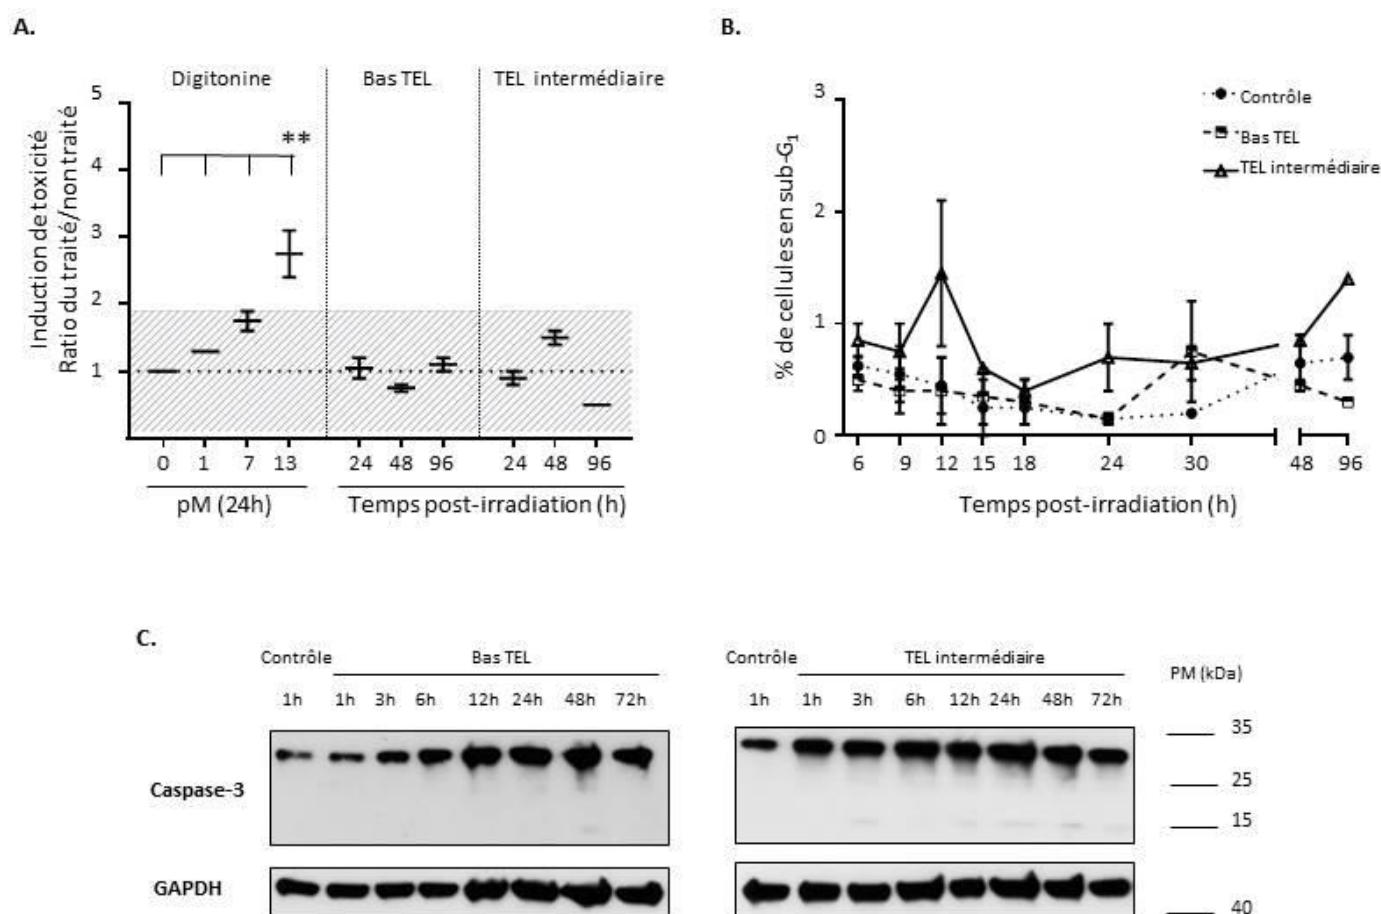 A.
Digitonine Bas TEL TEL intermédiaire
Induction de toxicité
Ratio du traité/non traité
5
4
3
2
1
**
0 1 7 13 24 48 96 24 48 96
pM (24h) Temps post-irradiation (h)
B.
% de cellules en sub-G1
3
2
1
0
Contrôle
Bas TEL
TEL intermédiaire
6 9 12 15 18 24 30 48 96
Temps post-irradiation (h)
C.
Contrôle Bas TEL Contrôle TEL intermédiaire PM (kDa)
1h 1h 3h 6h 12h 24h 48h 72h 1h 1h 3h 6h 12h 24h 48h 72h
35
Caspase-3 25
15
GAPDH
40